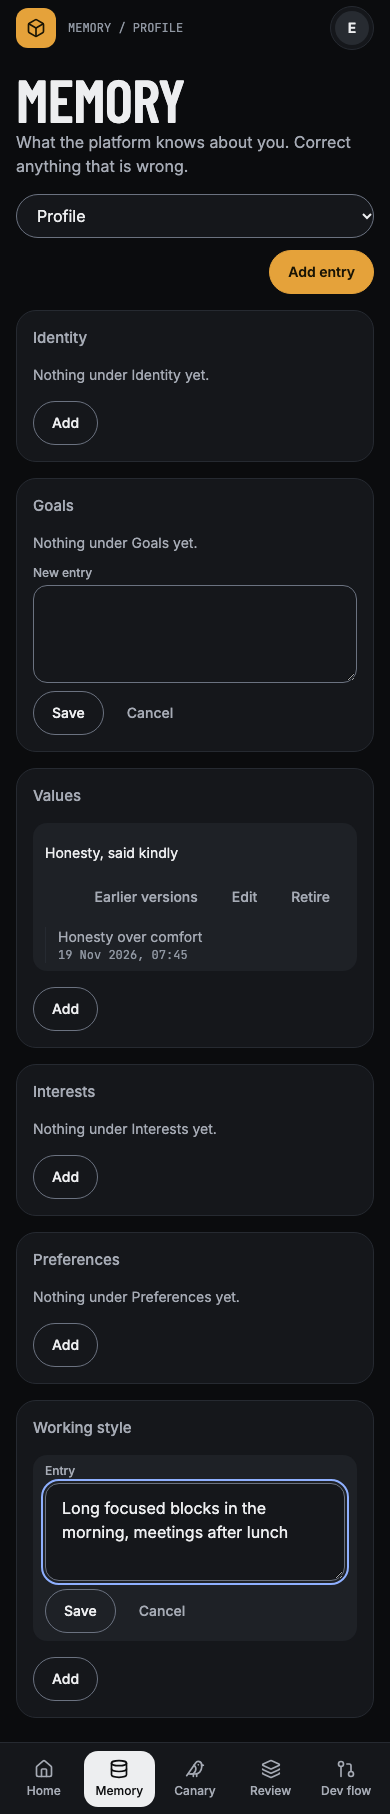 MEMORY / PROFILE
E
MEMORY
What the platform knows about you. Correct
anything that is wrong.
Profile
Add entry
Identity
Nothing under Identity yet.
Add
Goals
Nothing under Goals yet.
New entry
Save
Cancel
Values
Honesty, said kindly
Earlier versions
Edit
Retire
Honesty over comfort
19 Nov 2026, 07:45
Add
Interests
Nothing under Interests yet.
Add
Preferences
Nothing under Preferences yet.
Add
Working style
Entry
Long focused blocks in the
morning, meetings after lunch
Save
Cancel
Add
Home
Memory
Canary
Review
Dev flow